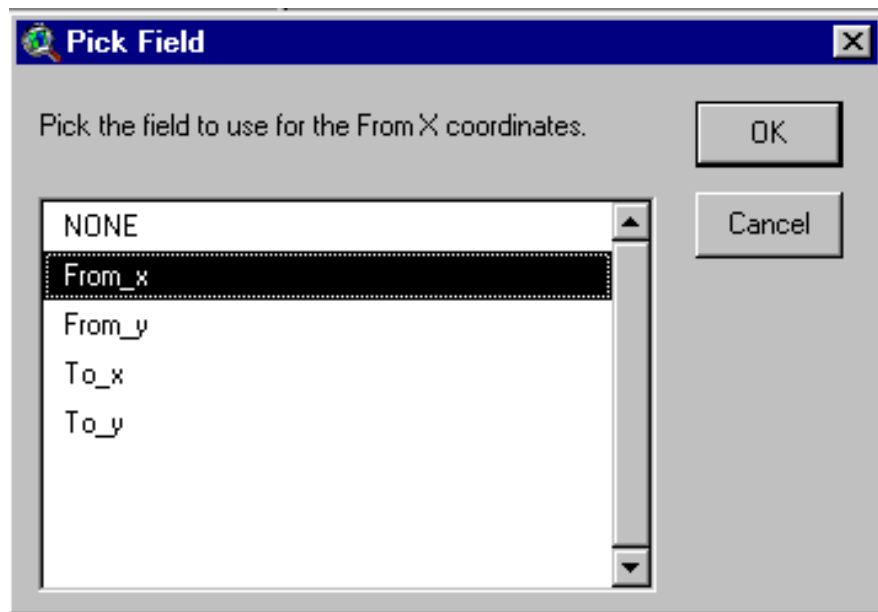 Pick Field
Pick the field to use for the From X coordinates.
OK
Cancel
NONE
From_x
From_y
To_x
To_y